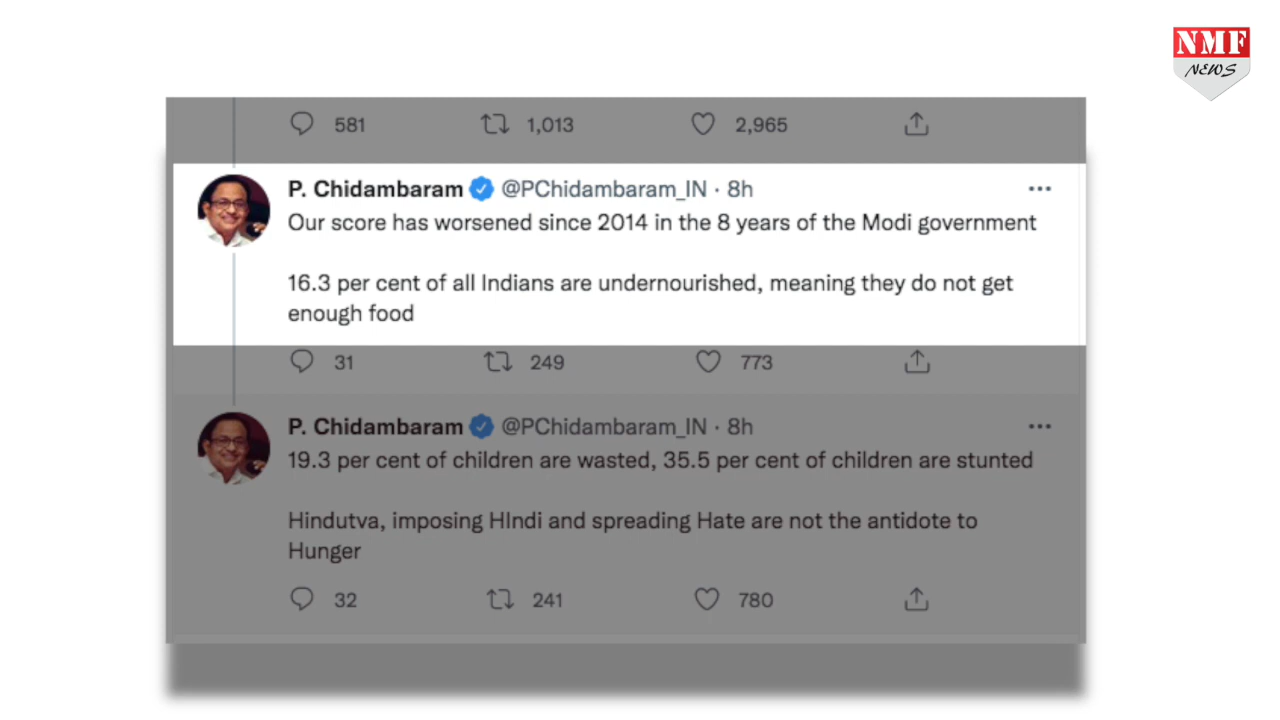 NMF
NEWS
581 1,013 2,965
P. Chidambaram @PChidambaram_IN · 8h
Our score has worsened since 2014 in the 8 years of the Modi government
16.3 per cent of all Indians are undernourished, meaning they do not get
enough food
31 249 773
P. Chidambaram @PChidambaram_IN · 8h
19.3 per cent of children are wasted, 35.5 per cent of children are stunted
Hindutva, imposing HIndi and spreading Hate are not the antidote to
Hunger
32 241 780